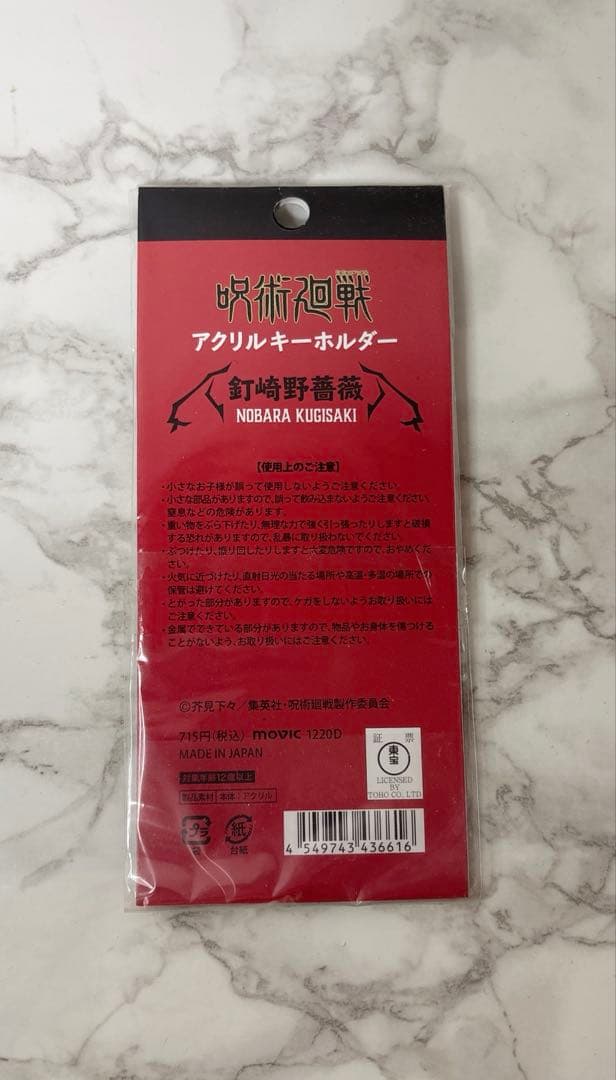 呪術廻戦
アクリルキーホルダー
釘崎野薔薇
NOBARA KUGISAKI
【使用上のご注意】
・小さなお子様が誤って使用しないようご注意ください。
・小さな部品がありますので、誤って飲み込まないようご注意ください。
窒息などの危険があります。
・重い物をぶら下げたり、無理な力で強く引っ張ったりしますと破損
する恐れがありますので、乱暴に取り扱わないでください。
・ぶつけたり、振り回したりしますと大変危険ですので、おやめくだ
さい。
・火気に近づけたり、直射日光の当たる場所や高温・多湿の場所での
保管は避けてください。
・とがった部分がありますので、ケガをしないようお取り扱いには
ご注意ください。
・金属でできている部分がありますので、物品やお身体を傷つける
ことがないよう、お取り扱いにはご注意ください。
©芥見下々／集英社・呪術廻戦製作委員会
715円(税込) movic 1220D
MADE IN JAPAN
対象年齢12歳以上
製品素材 本体：アクリル
プラ
袋
紙
台紙
証 票
東宝
LICENSED
BY
TOHO CO. LTD
4 549743 436616